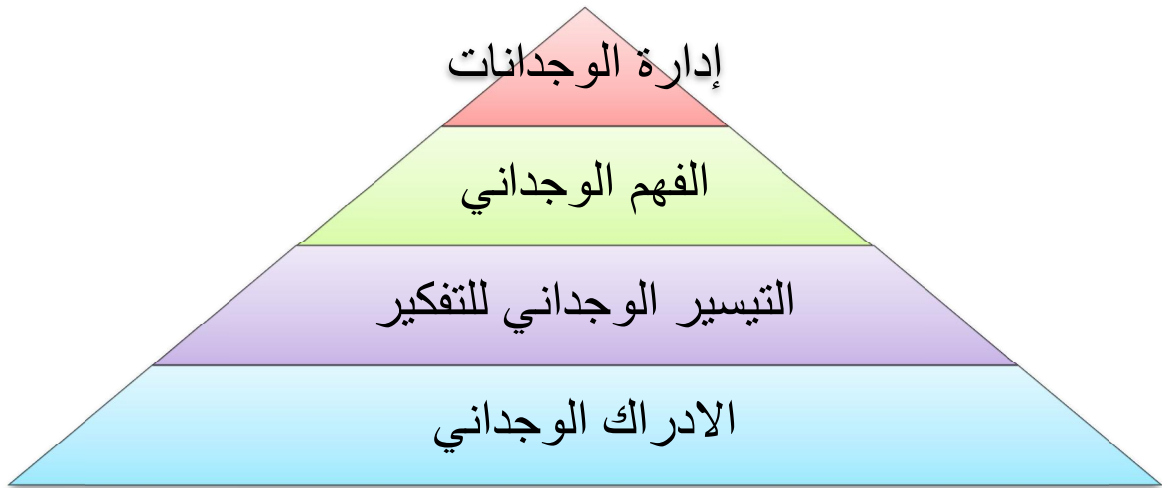 إدارة الوجدانات
الفهم الوجداني
التيسير الوجداني للتفكير
الادراك الوجداني